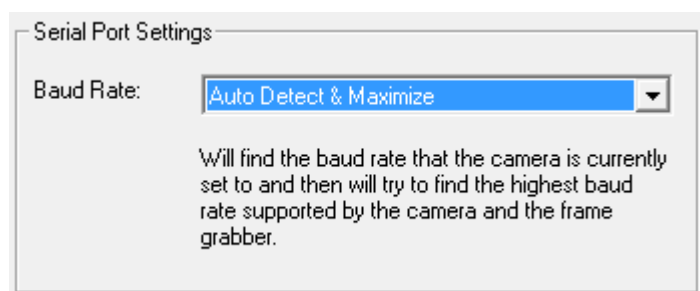 Serial Port Settings
Baud Rate:
Auto Detect & Maximize
Will find the baud rate that the camera is currently
set to and then will try to find the highest baud
rate supported by the camera and the frame
grabber.